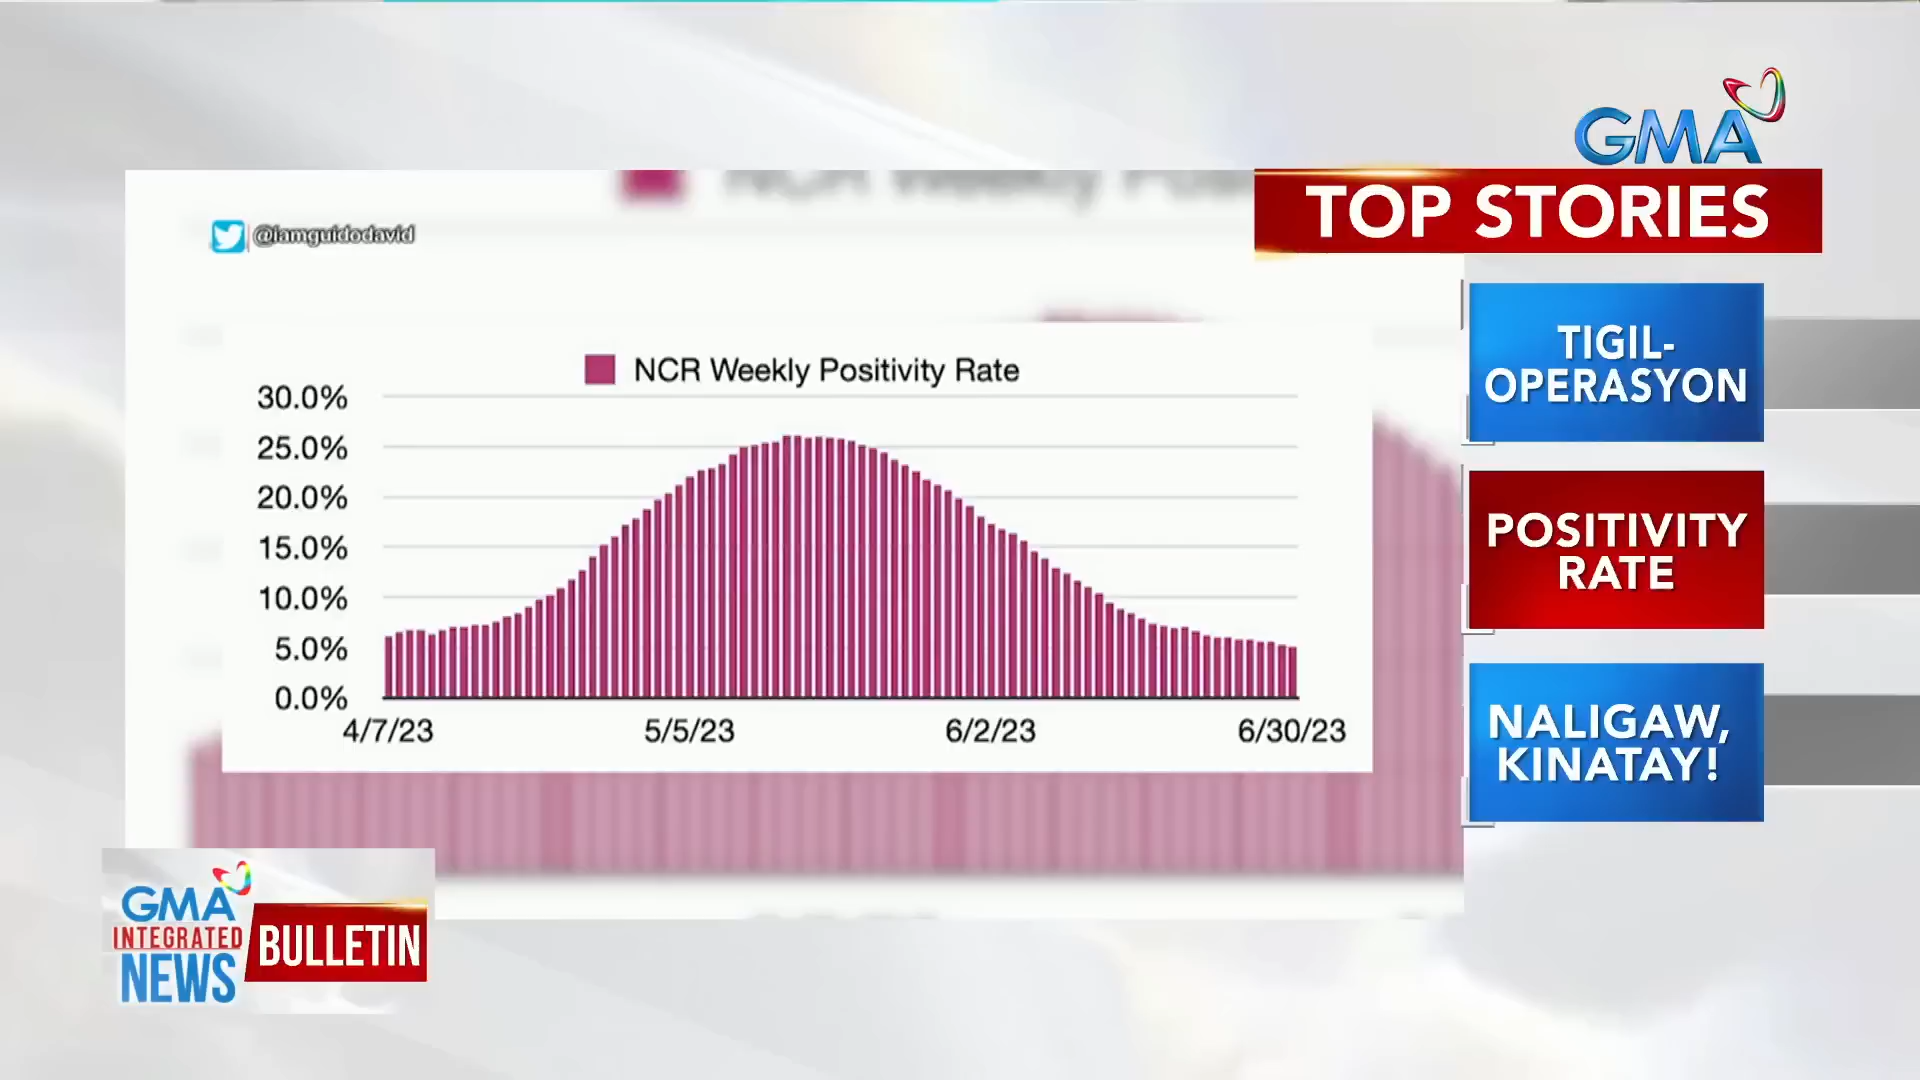 GMA
TOP STORIES
@iamguidodavid
NCR Weekly Positivity Rate
30.0%
25.0%
20.0%
15.0%
10.0%
5.0%
0.0%
4/7/23
5/5/23
6/2/23
6/30/23
TIGIL-
OPERASYON
POSITIVITY
RATE
NALIGAW,
KINATAY!
GMA
INTEGRATED
NEWS
BULLETIN